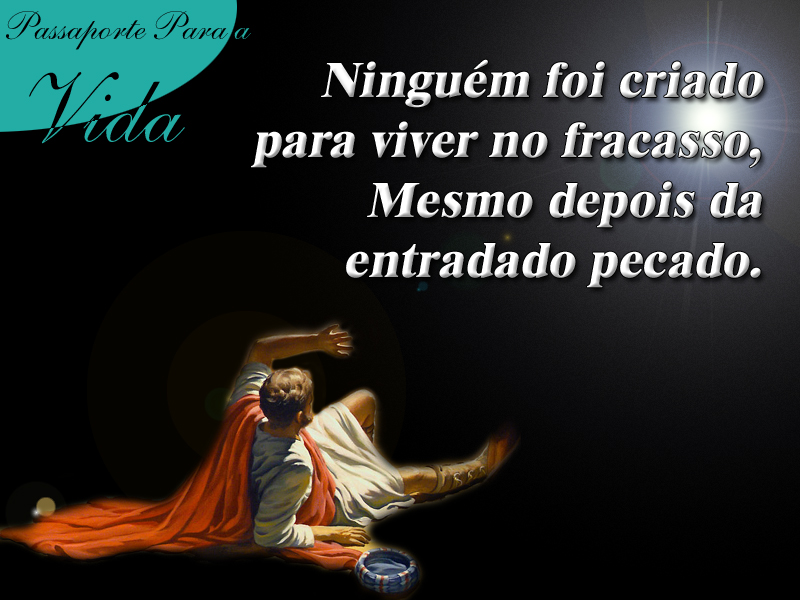 Passaporte Para a
Vida
Ninguém foi criado
para viver no fracasso,
Mesmo depois da
entradado pecado.